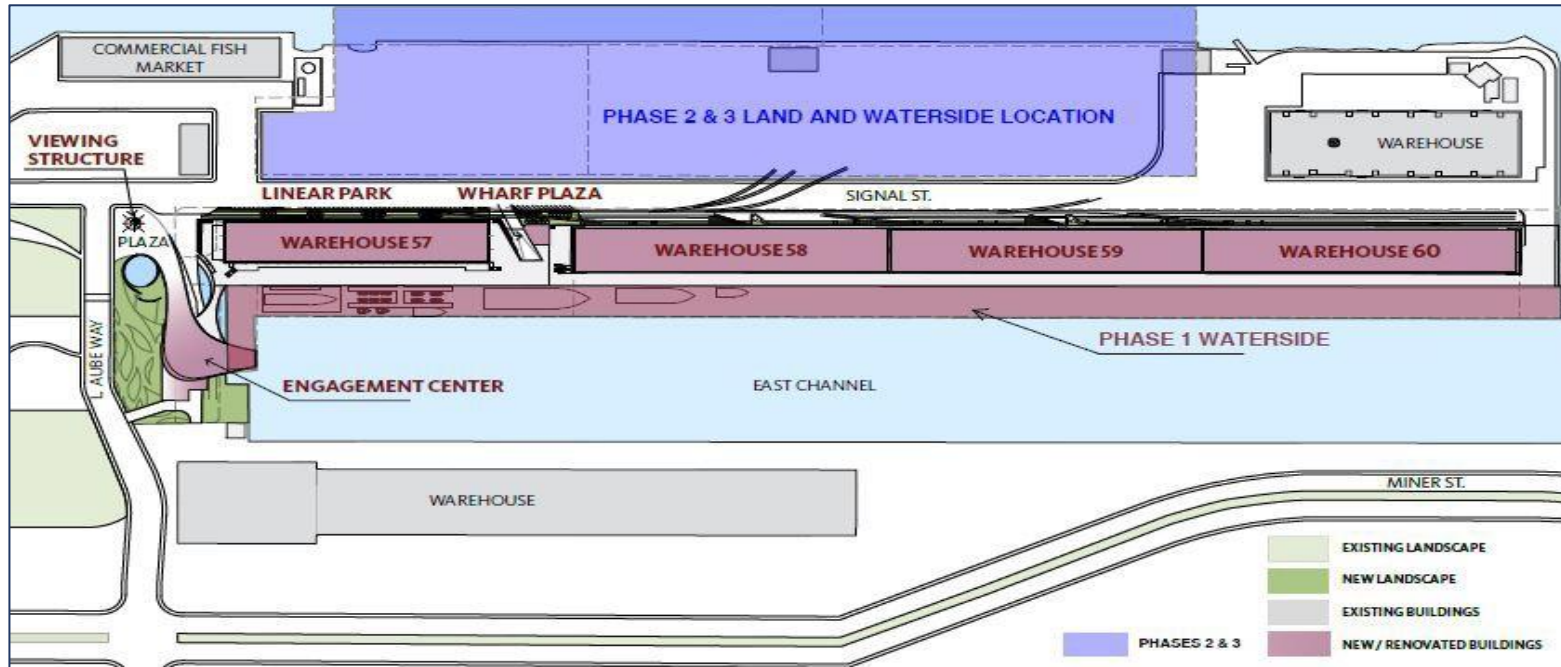 COMMERCIAL FISH
MARKET
PHASE 2 & 3 LAND AND WATERSIDE LOCATION
VIEWING
STRUCTURE
WAREHOUSE
LINEAR PARK
WHARF PLAZA
SIGNAL ST.
PLAZA
WAREHOUSE 57
WAREHOUSE 58
WAREHOUSE 59
WAREHOUSE 60
L AUBE WAY
PHASE 1 WATERSIDE
ENGAGEMENT CENTER
EAST CHANNEL
WAREHOUSE
MINER ST.
EXISTING LANDSCAPE
NEW LANDSCAPE
EXISTING BUILDINGS
PHASES 2 & 3
NEW / RENOVATED BUILDINGS